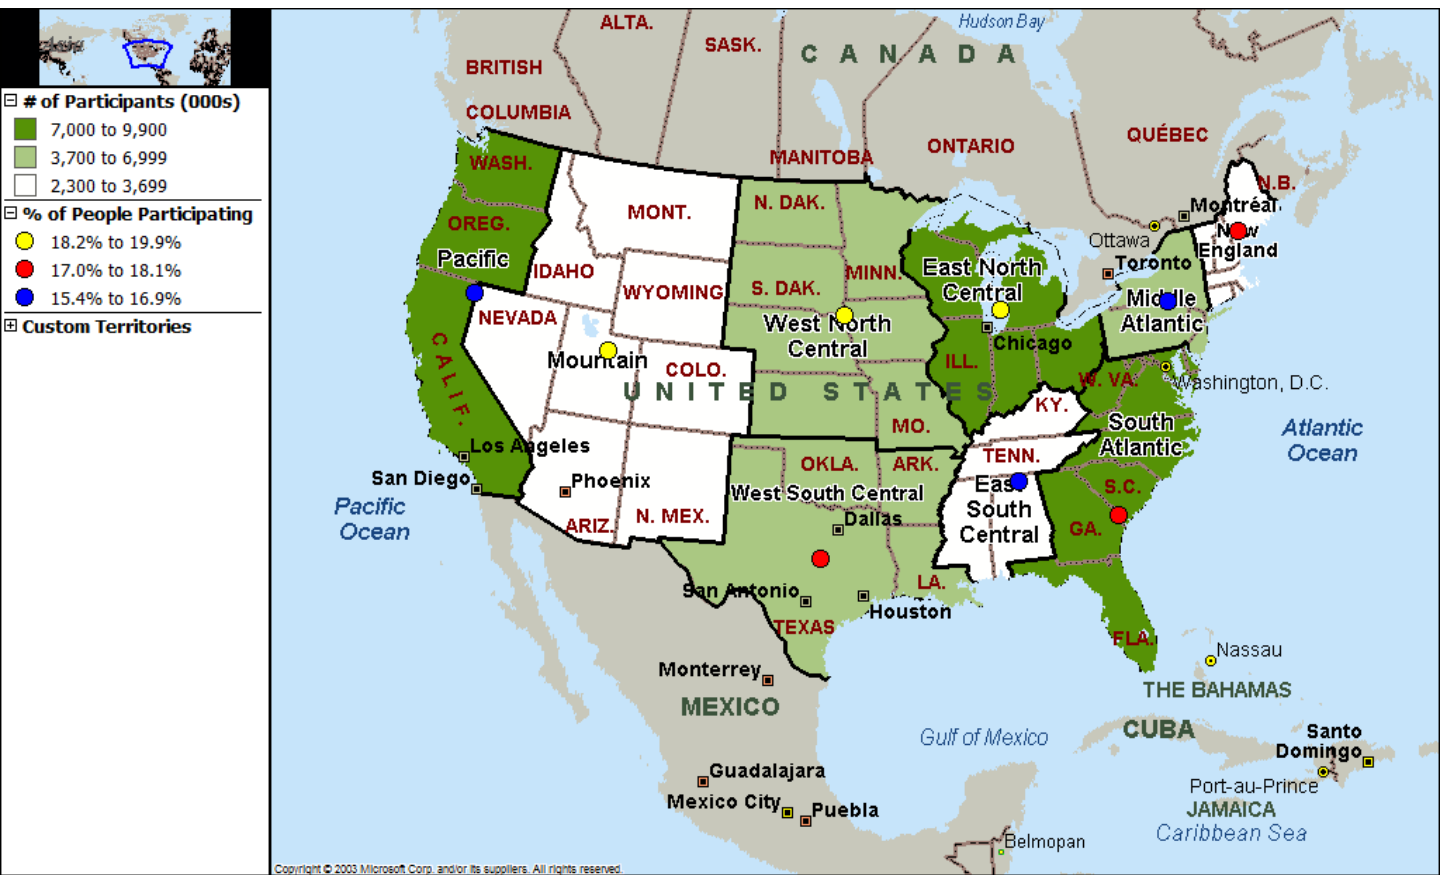 # of Participants (000s)
7,000 to 9,900
3,700 to 6,999
2,300 to 3,699
% of People Participating
18.2% to 19.9%
17.0% to 18.1%
15.4% to 16.9%
Custom Territories
Hudson Bay
ALTA.
SASK.
CANADA
BRITISH
COLUMBIA
MANITOBA
ONTARIO
QUÉBEC
N.B.
WASH.
MONT.
N. DAK.
Montréal
OREG.
Ottawa
New
England
Pacific
IDAHO
MINN.
East North
Central
Toronto
WYOMING
S. DAK.
Middle
Atlantic
NEVADA
West North
Central
Chicago
Mountain
COLO.
ILL.
W. VA.
Washington, D.C.
CALIF.
UNITED STATES
KY.
MO.
South
Atlantic
Atlantic
Ocean
Los Angeles
TENN.
OKLA.
ARK.
San Diego
Phoenix
West South Central
East
South
Central
S.C.
Pacific
Ocean
ARIZ.
N. MEX.
Dallas
GA.
San Antonio
LA.
Houston
TEXAS
FLA.
Nassau
Monterrey
THE BAHAMAS
MEXICO
CUBA
Gulf of Mexico
Santo
Domingo
Guadalajara
Port-au-Prince
Mexico City
Puebla
JAMAICA
Caribbean Sea
Belmopan
Copyright © 2003 Microsoft Corp. and/or its suppliers. All rights reserved.